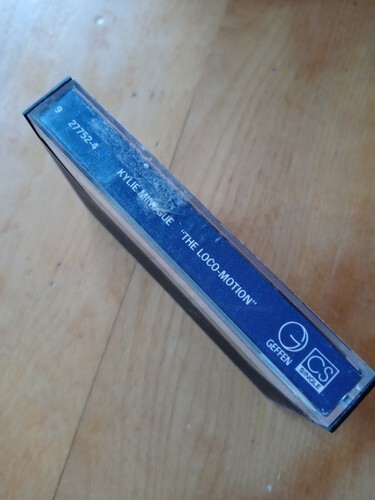 9 27752-4
KYLIE MINOGUE "THE LOCO-MOTION"
GEFFEN
CS
SINGLE